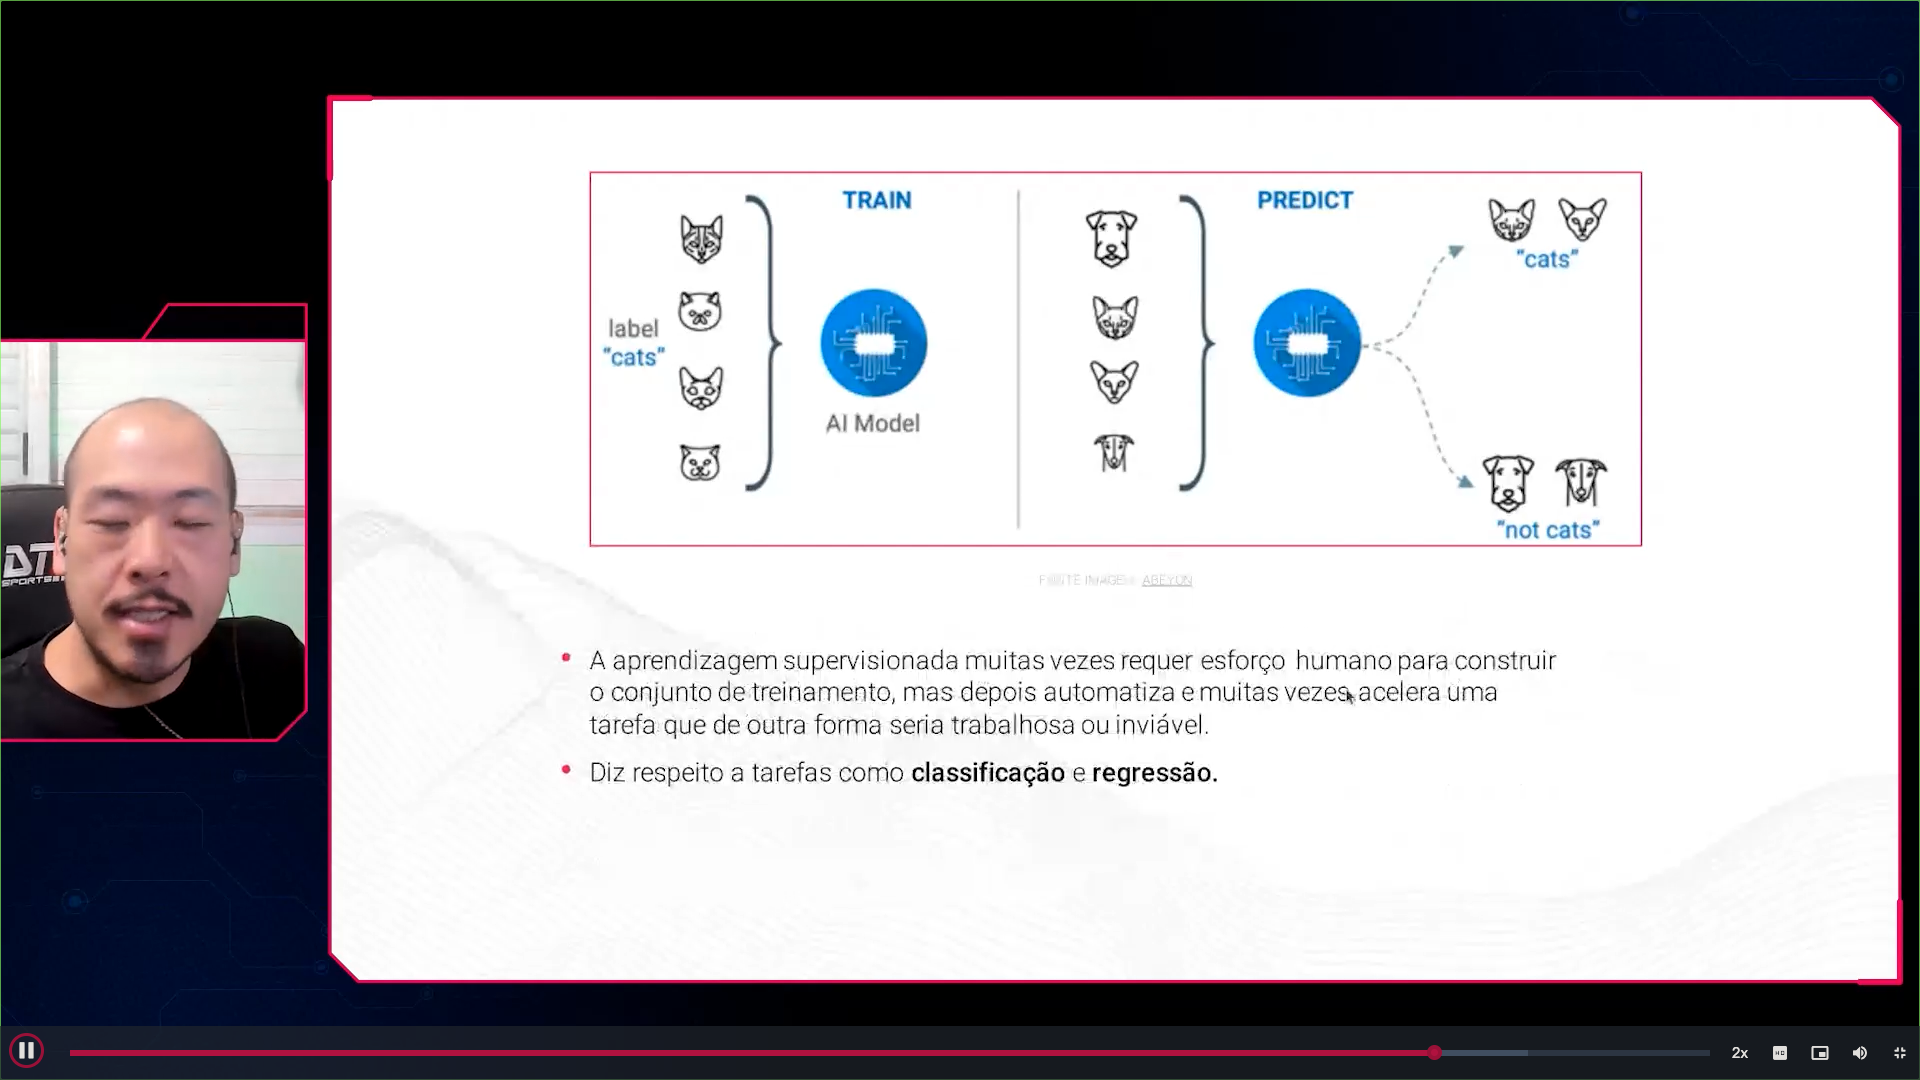 TRAIN
PREDICT
"cats"
label
"cats"
AI Model
"not cats"
FONTE IMAGEM: ABEYON
• A aprendizagem supervisionada muitas vezes requer esforço humano para construir
o conjunto de treinamento, mas depois automatiza e muitas vezes acelera uma
tarefa que de outra forma seria trabalhosa ou inviável.
• Diz respeito a tarefas como classificação e regressão.
SPORTS
2x
HD